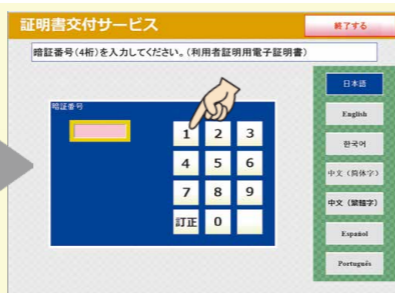 証明書交付サービス
終了する
暗証番号(4桁)を入力してください。(利用者証明用電子証明書)
暗証番号
1 2 3
4 5 6
7 8 9
訂正 0
日本語
English
한국어
中文（简体字）
中文（繁體字）
Español
Português